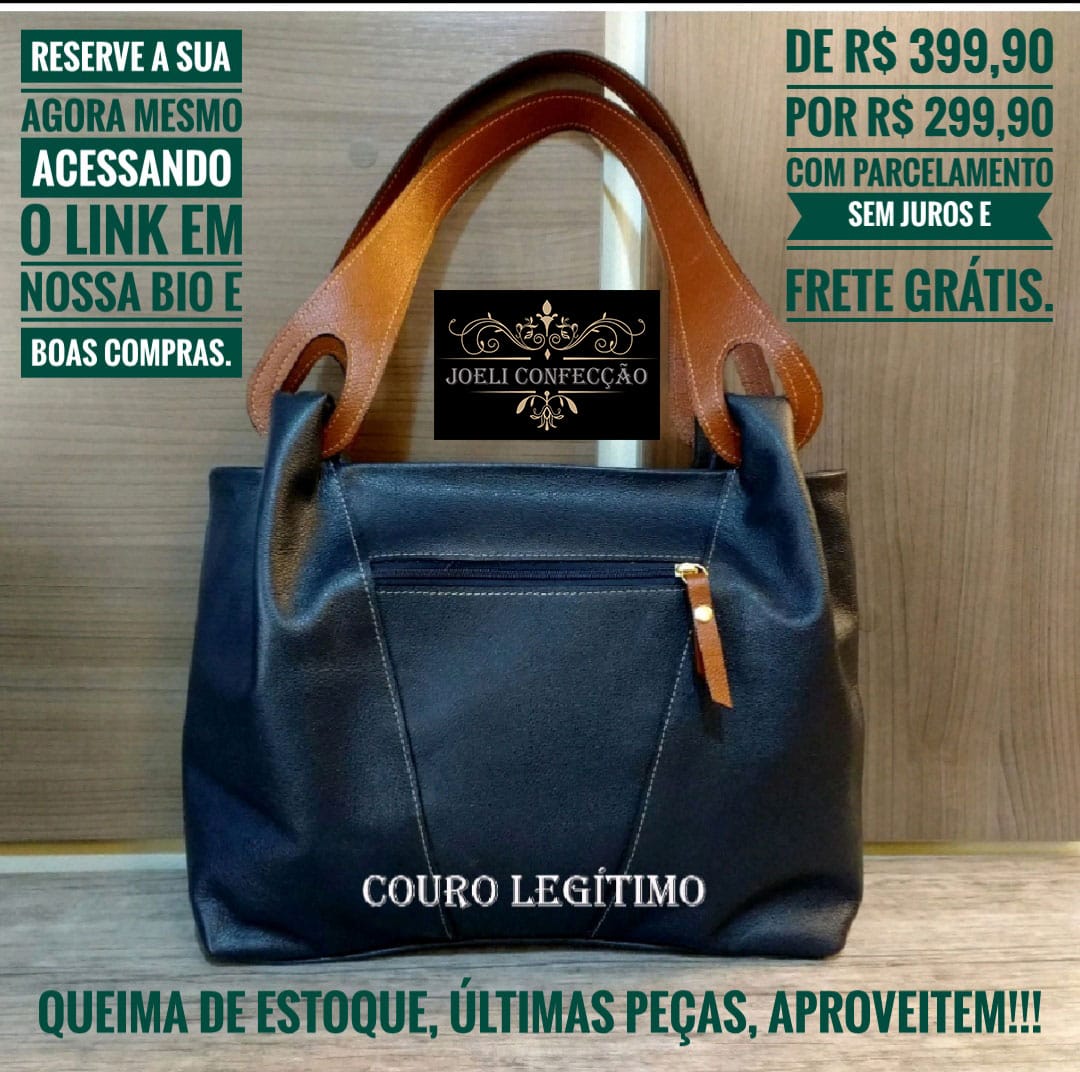 RESERVE A SUA
AGORA MESMO
ACESSANDO
O LINK EM
NOSSA BIO E
BOAS COMPRAS.
DE R$ 399,90
POR R$ 299,90
COM PARCELAMENTO
SEM JUROS E
FRETE GRÁTIS.
JOELI CONFECÇÃO
COURO LEGÍTIMO
QUEIMA DE ESTOQUE, ÚLTIMAS PEÇAS, APROVEITEM!!!